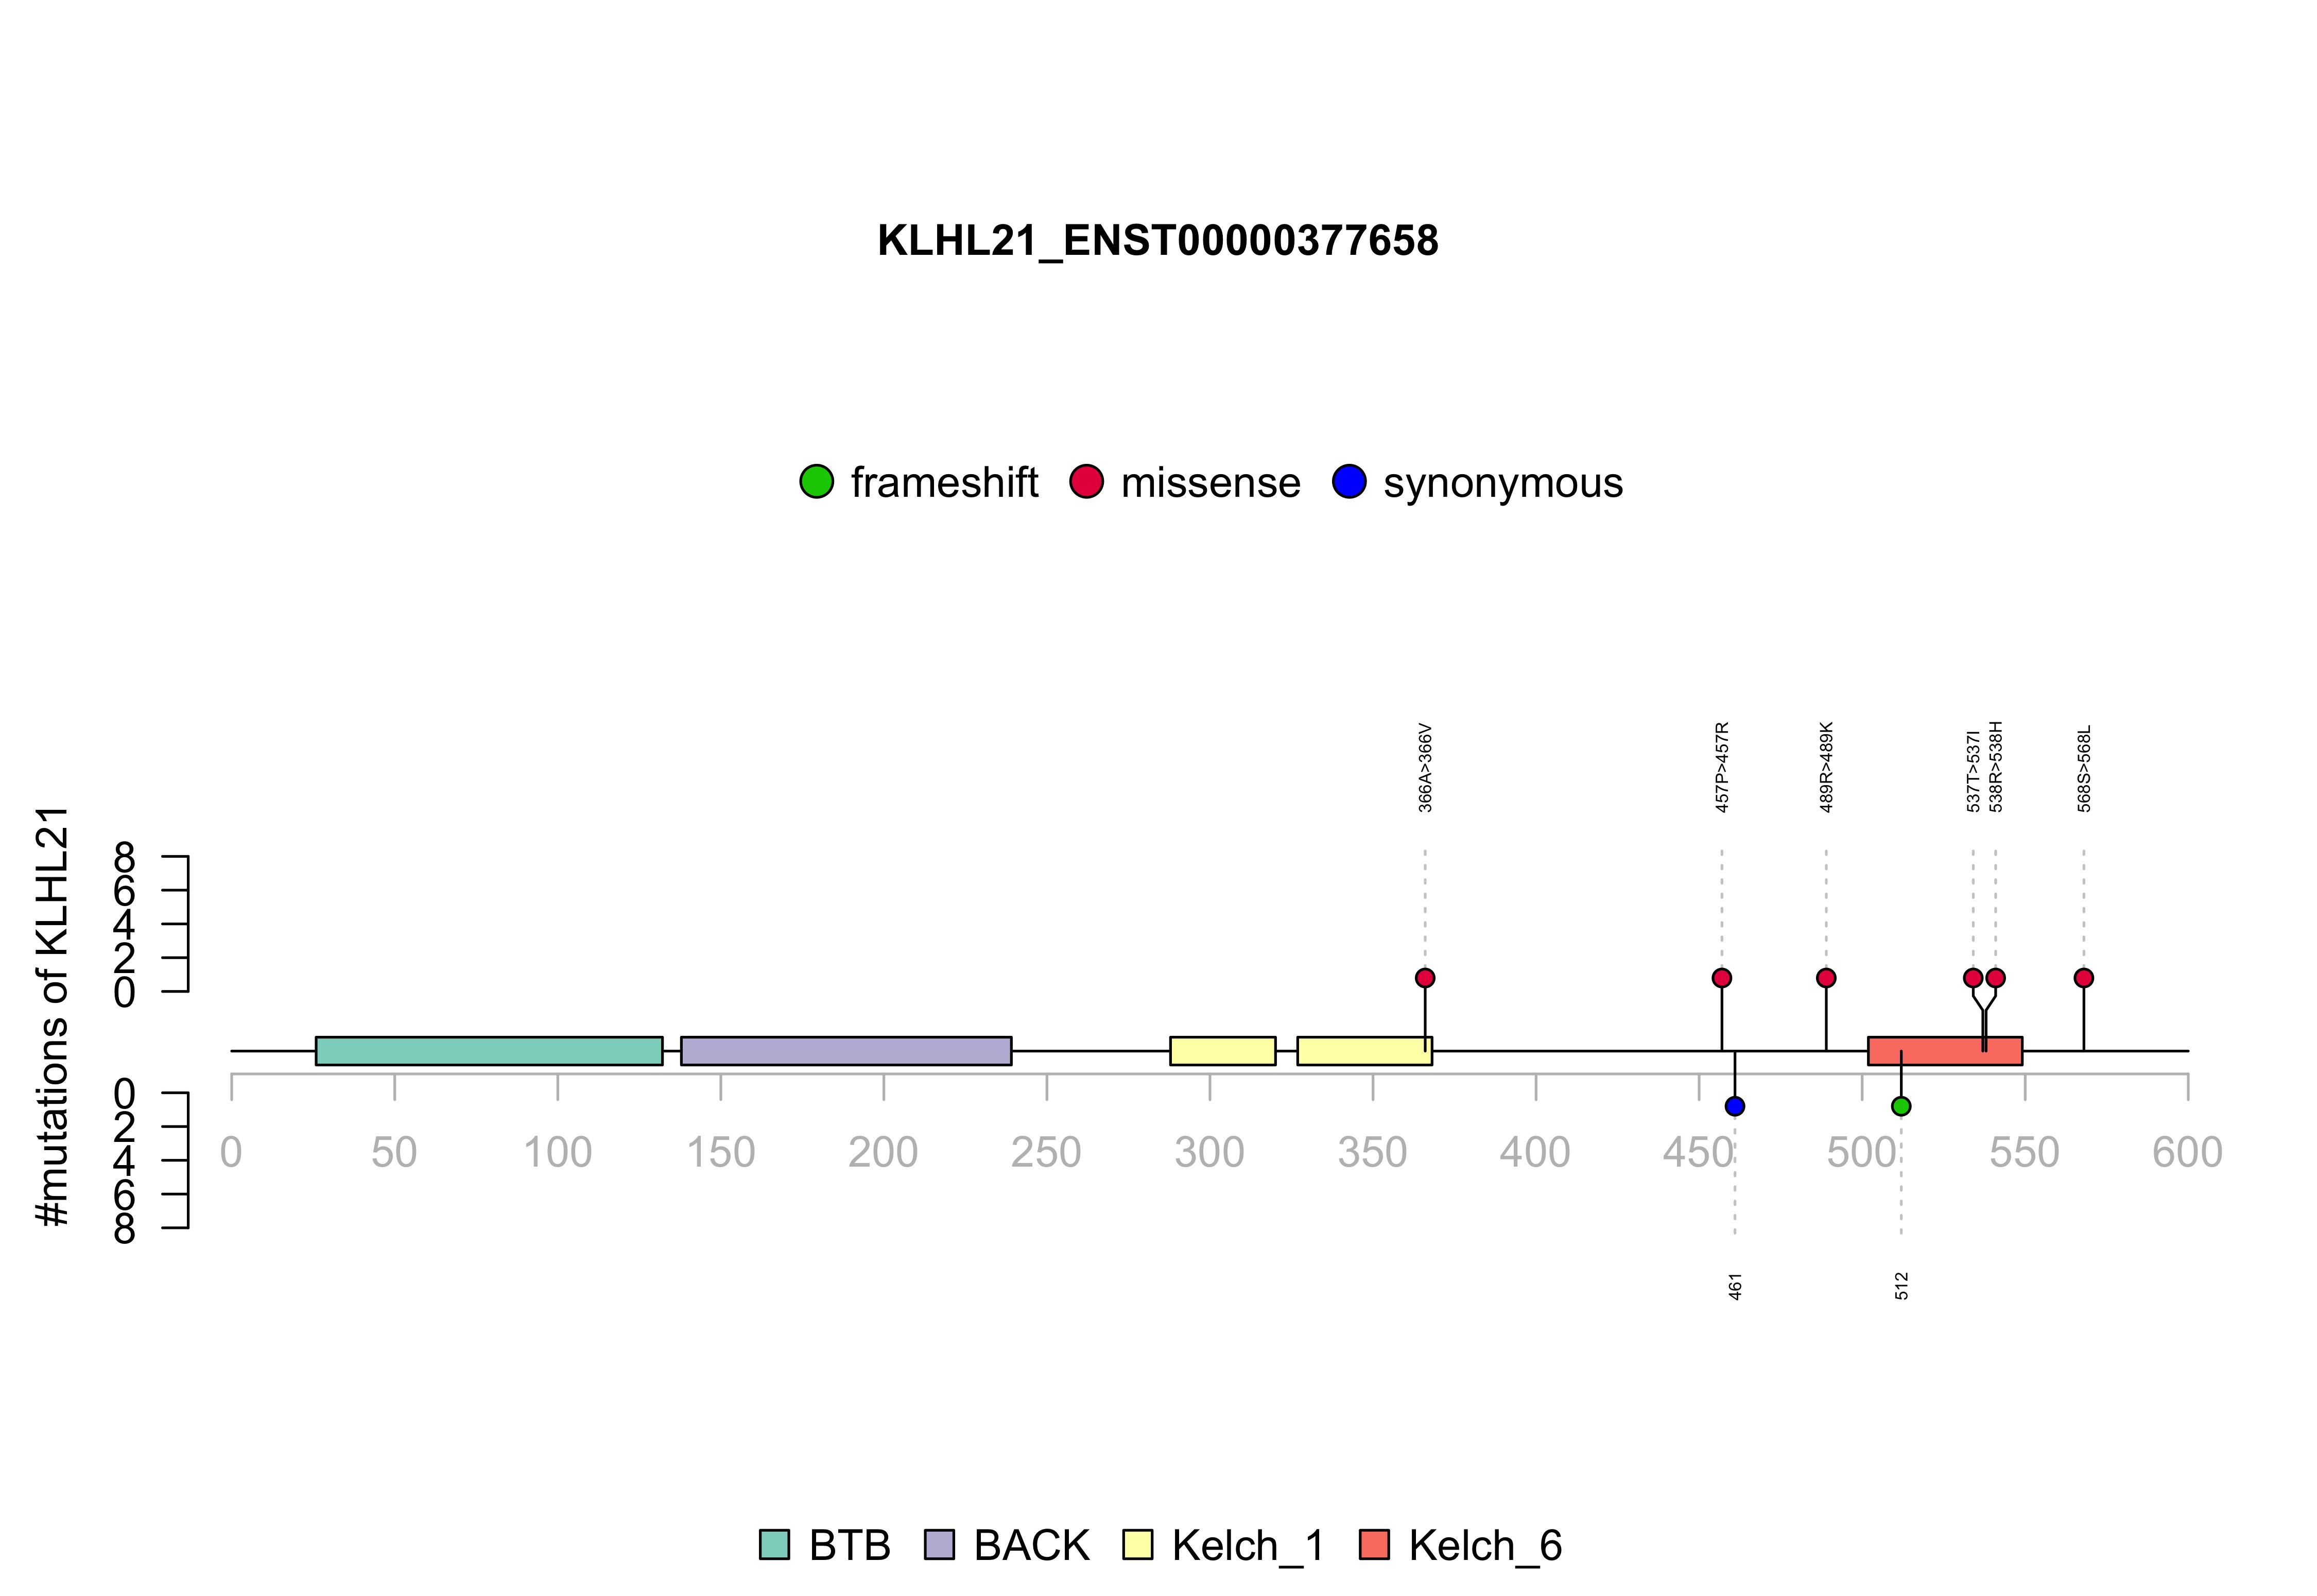 KLHL21_ENST00000377658
frameshift missense synonymous
366A>366V 457P>457R 489R>489K 537T>537I 538R>538H 568S>568L
#mutations of KLHL21
8
6
4
2
0
0
2
4
6
8
0 50 100 150 200 250 300 350 400 450 500 550 600
461 512
BTB BACK Kelch_1 Kelch_6